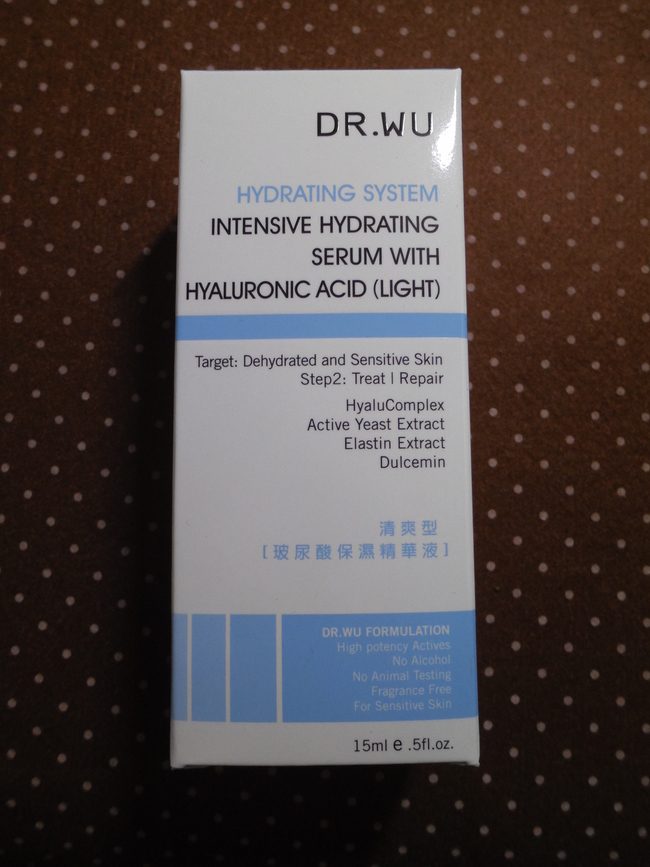 DR.WU
HYDRATING SYSTEM
INTENSIVE HYDRATING
SERUM WITH
HYALURONIC ACID (LIGHT)
Target: Dehydrated and Sensitive Skin
Step2: Treat | Repair
HyaluComplex
Active Yeast Extract
Elastin Extract
Dulcemin
清爽型
[玻尿酸保濕精華液]
DR.WU FORMULATION
High potency Actives
No Alcohol
No Animal Testing
Fragrance Free
For Sensitive Skin
15ml e .5fl.oz.